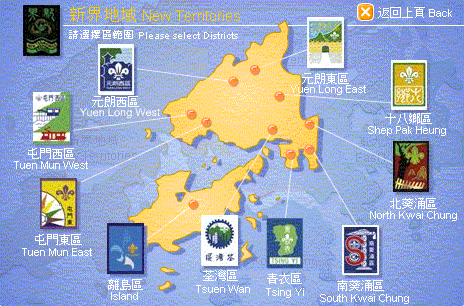 新界地域 New Territories
請選擇區範圍 Please select Districts
返回上頁 Back
元朗西區
Yuen Long West
元朗東區
Yuen Long East
十八鄉區
Shep Pak Heung
屯門西區
Tuen Mun West
北葵涌區
North Kwai Chung
屯門東區
Tuen Mun East
離島區
Island
荃灣區
Tsuen Wan
青衣區
Tsing Yi
TSING YI
南葵涌區
South Kwai Chung